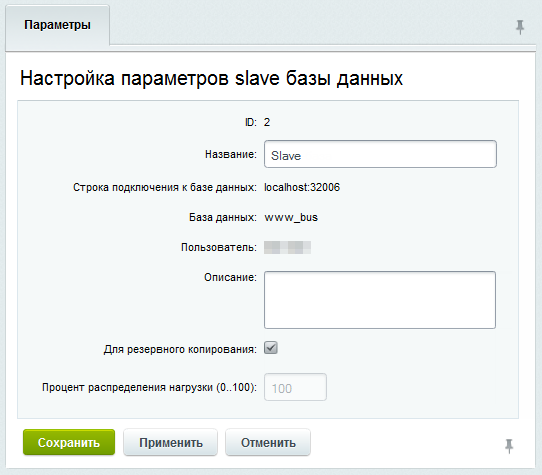 Параметры
Настройка параметров slave базы данных
ID: 2
Название: Slave
Строка подключения к базе данных: localhost:32006
База данных: www_bus
Пользователь:
Описание:
Для резервного копирования:
Процент распределения нагрузки (0..100): 100
Сохранить Применить Отменить